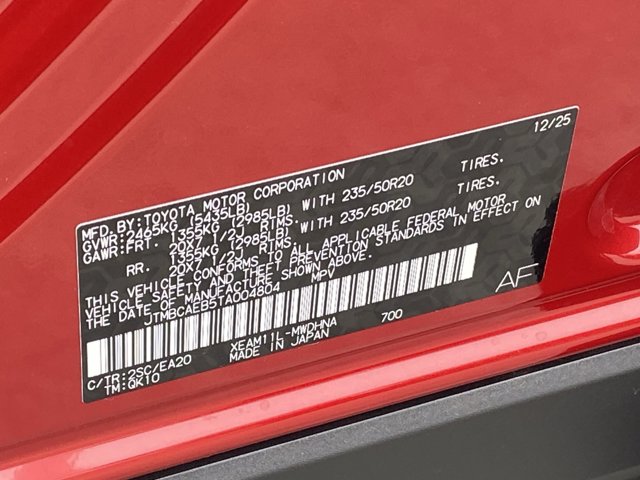 12/25
MFD. BY: TOYOTA MOTOR CORPORATION
GVWR: 2465KG (5435LB)
GAWR: FRT. 1355KG (2985LB) WITH 235/50R20 TIRES.
20X7 1/2J RIMS.
RR. 1355KG (2985LB) WITH 235/50R20 TIRES.
20X7 1/2J RIMS.
THIS VEHICLE CONFORMS TO ALL APPLICABLE FEDERAL MOTOR
VEHICLE SAFETY AND THEFT PREVENTION STANDARDS IN EFFECT ON
THE DATE OF MANUFACTURE SHOWN ABOVE.
JTMBCAEB5TA004804 MPV
AFT
XEAM11L-MWDHNA 700
C/TR: 2SC/EA20 MADE IN JAPAN
TM: QK10